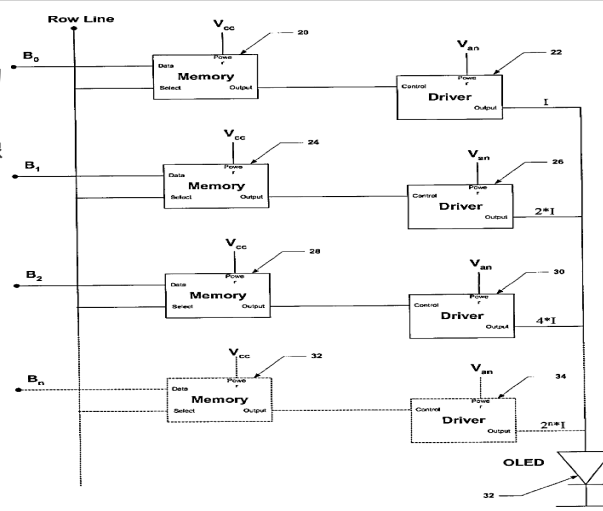 Row Line
B0
Vcc
20
Power
Data
Memory
Select
Output
Van
22
Power
Control
Driver
Output
I
B1
Vcc
24
Power
Data
Memory
Select
Output
Van
26
Power
Control
Driver
Output
2*I
B2
Vcc
28
Power
Data
Memory
Select
Output
Van
30
Power
Control
Driver
Output
4*I
Bn
Vcc
32
Power
Data
Memory
Select
Output
Van
34
Power
Control
Driver
Output
2n*I
OLED
32